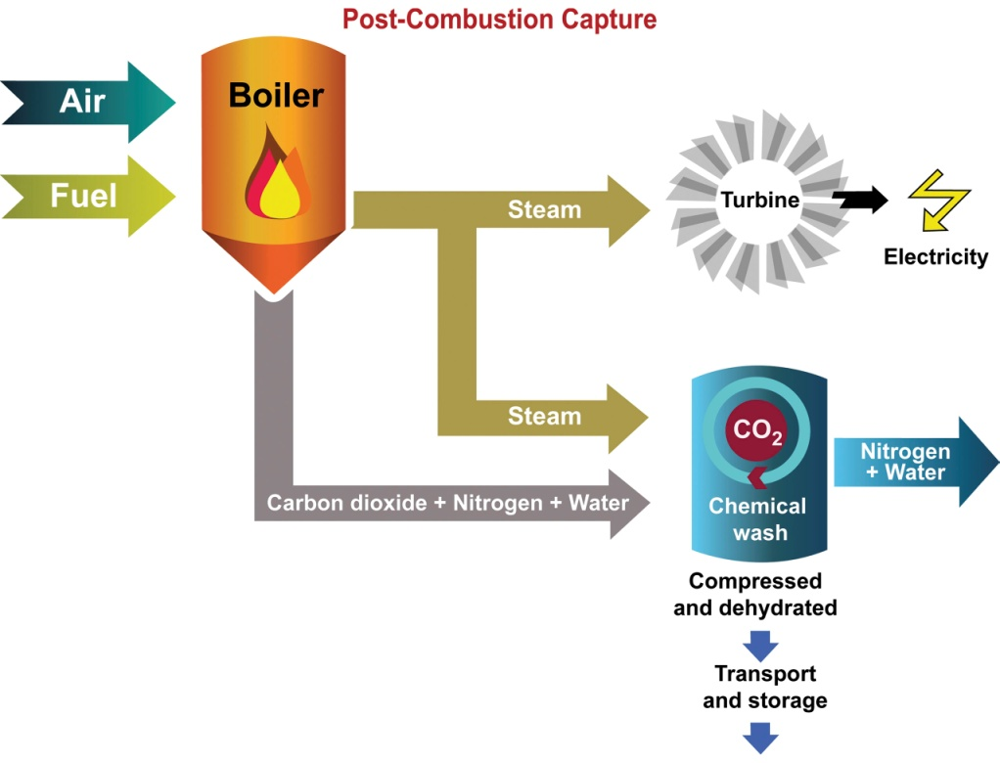 Post-Combustion Capture
Air
Boiler
Fuel
Steam
Turbine
Electricity
Steam
CO₂
Nitrogen
+ Water
Carbon dioxide + Nitrogen + Water
Chemical
wash
Compressed
and dehydrated
Transport
and storage